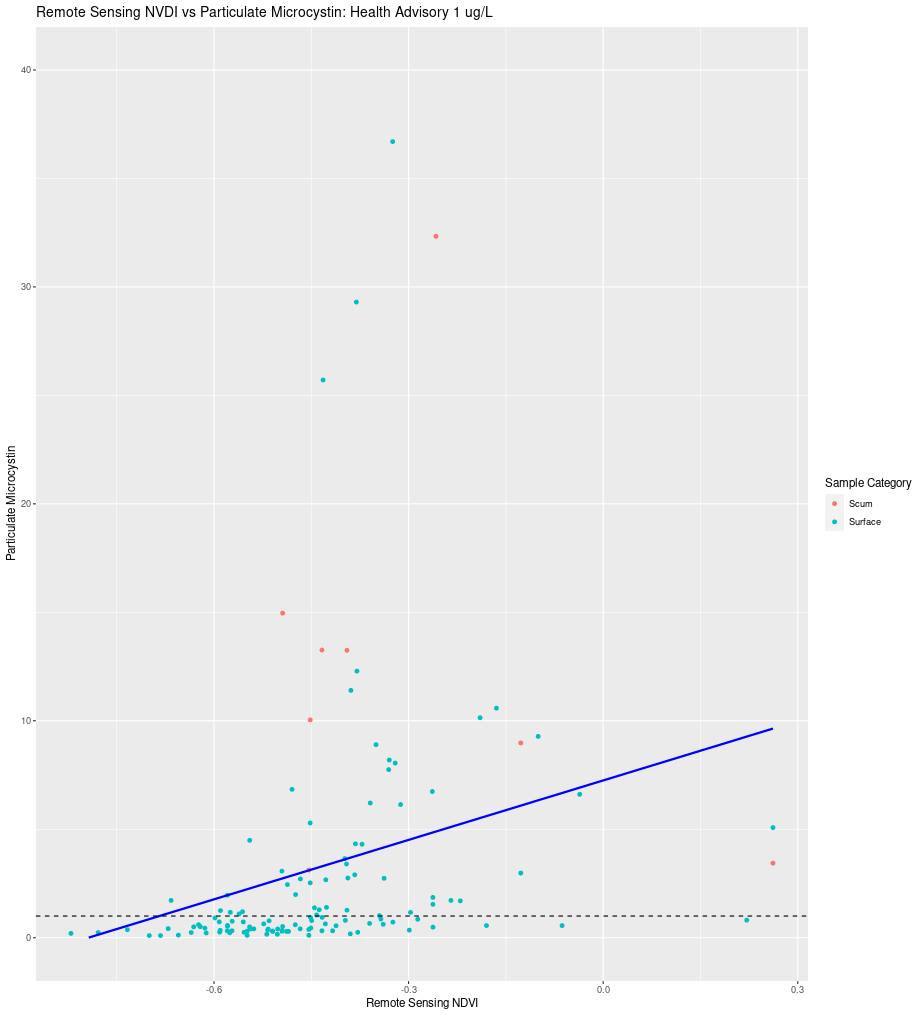 Remote Sensing NVDI vs Particulate Microcystin: Health Advisory 1 ug/L
40
30
20
10
0
Particulate Microcystin
-0.6
-0.3
0.0
0.3
Remote Sensing NDVI
Sample Category
Scum
Surface